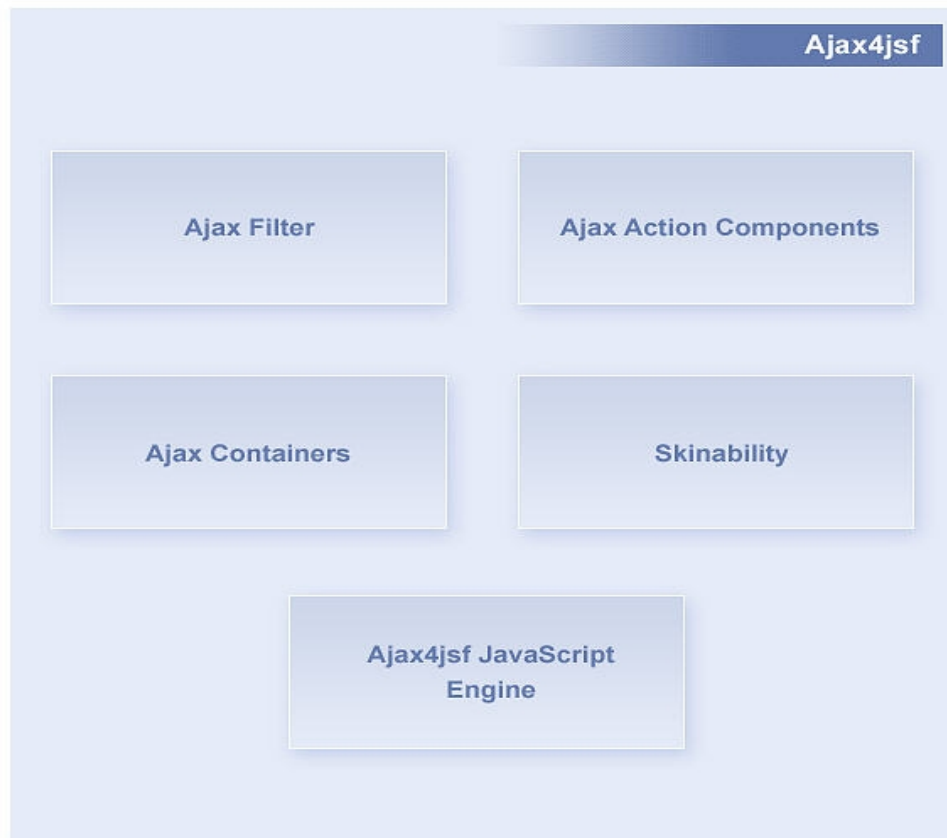 Ajax4jsf
Ajax Filter
Ajax Action Components
Ajax Containers
Skinability
Ajax4jsf JavaScript
Engine